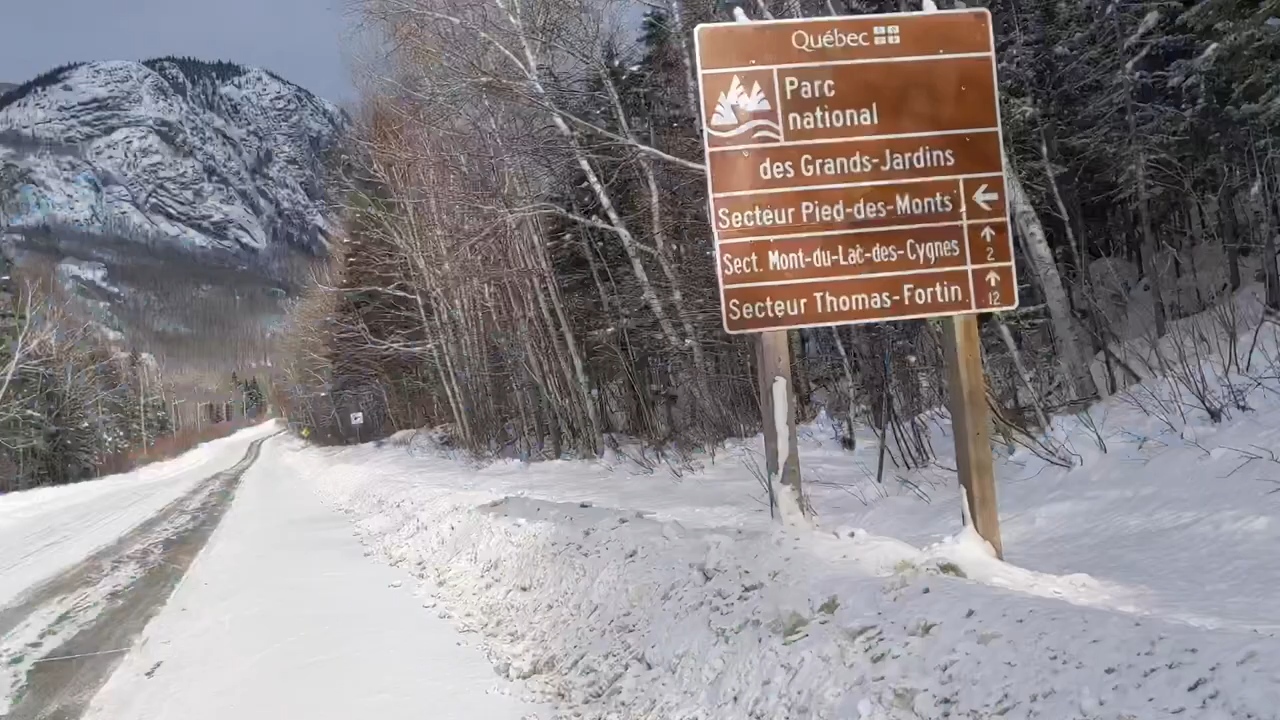 Québec
Parc
national
des Grands-Jardins
Secteur Pied-des-Monts
Sect. Mont-du-Lac-des-Cygnes 2
Secteur Thomas-Fortin 12